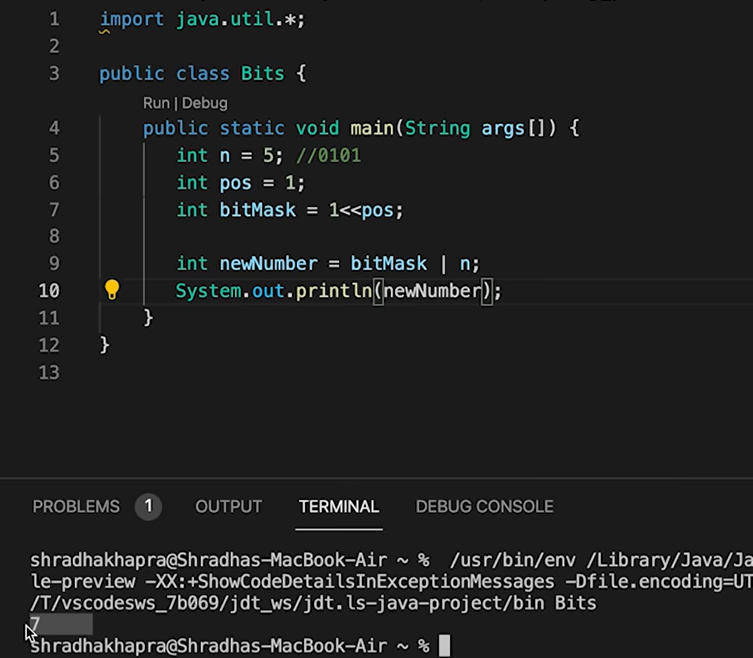 1 import java.util.*;
2
3 public class Bits {
Run | Debug
4 public static void main(String args[]) {
5 int n = 5; //0101
6 int pos = 1;
7 int bitMask = 1<<pos;
8
9 int newNumber = bitMask | n;
10 System.out.println(newNumber);
11 }
12 }
13
PROBLEMS 1 OUTPUT TERMINAL DEBUG CONSOLE
shradhakhapra@Shradhas-MacBook-Air ~ % /usr/bin/env /Library/Java/Ja
le-preview -XX:+ShowCodeDetailsInExceptionMessages -Dfile.encoding=UT
/T/vscodesws_7b069/jdt_ws/jdt.ls-java-project/bin Bits
7
shradhakhapra@Shradhas-MacBook-Air ~ %